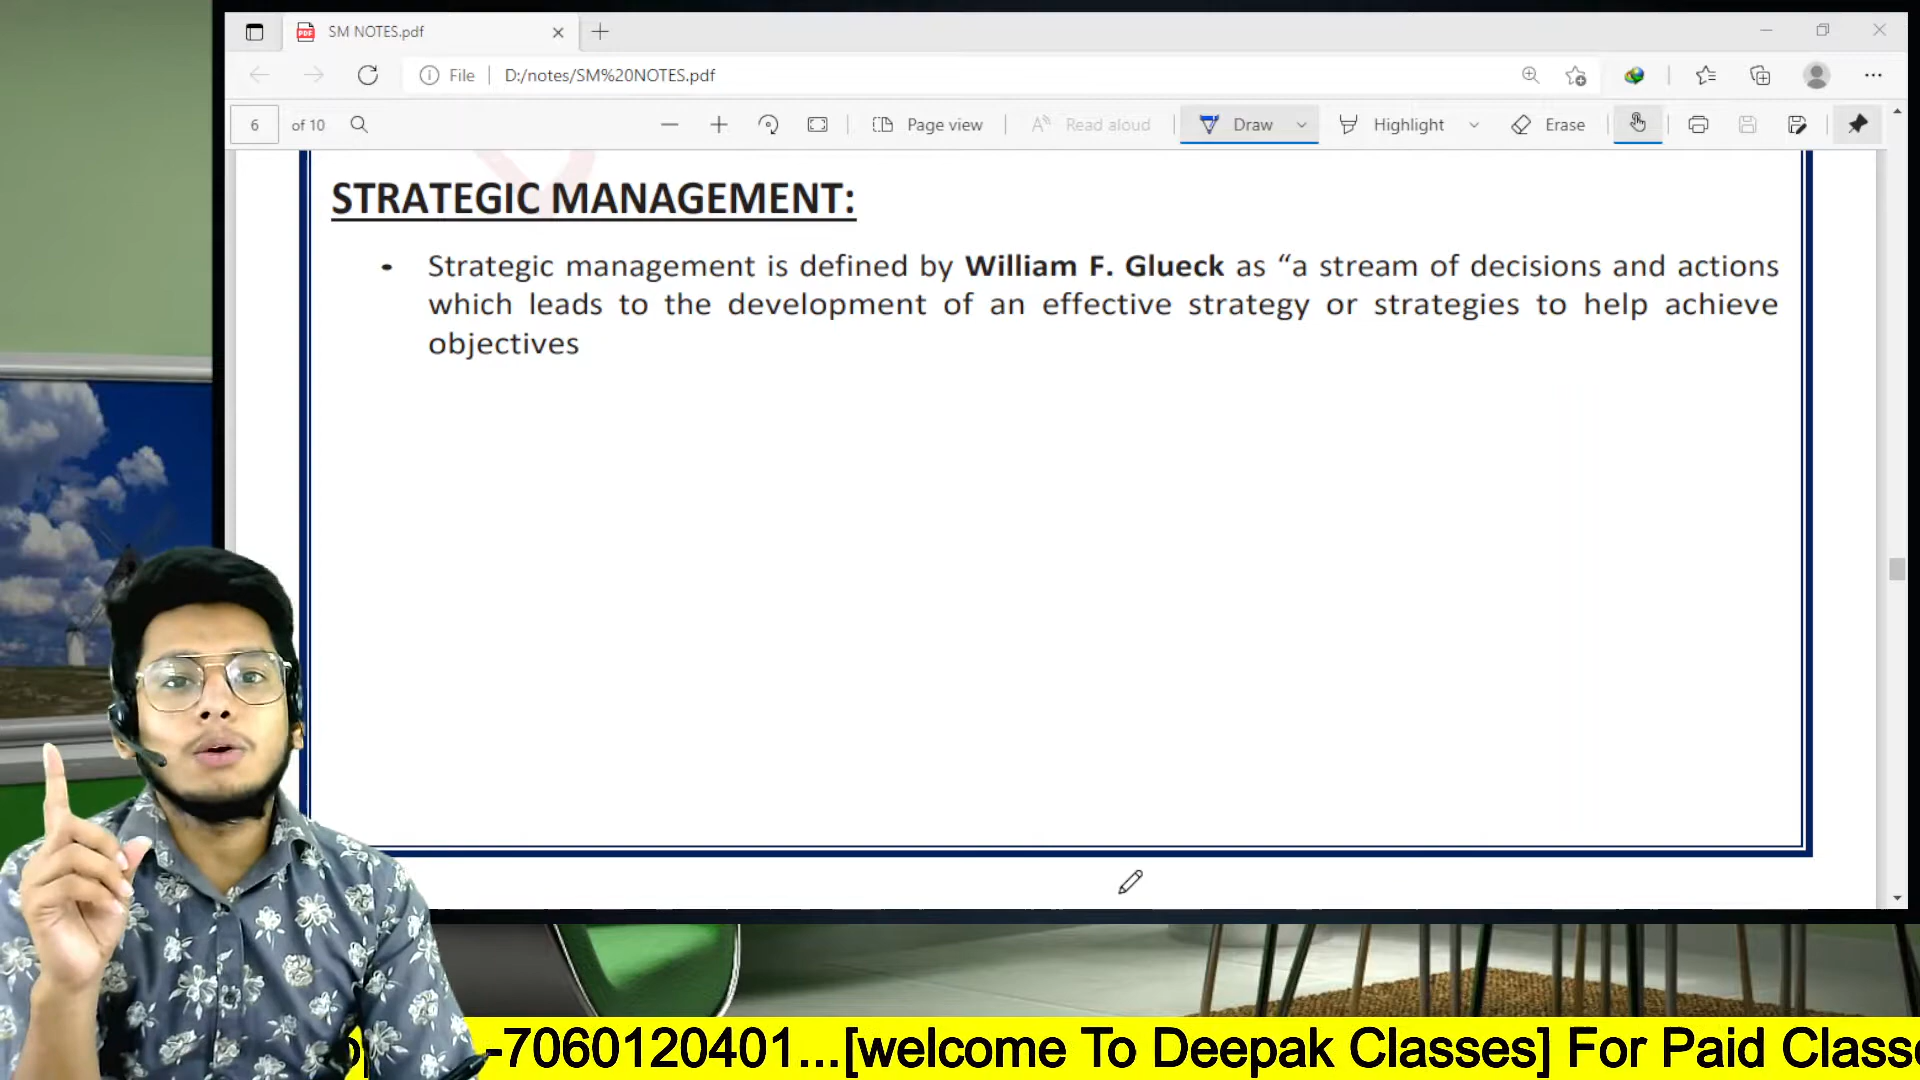 SM NOTES.pdf
File | D:/notes/SM%20NOTES.pdf
6 of 10 Page view Read aloud Draw Highlight Erase
STRATEGIC MANAGEMENT:
• Strategic management is defined by William F. Glueck as “a stream of decisions and actions
which leads to the development of an effective strategy or strategies to help achieve
objectives
-7060120401...[welcome To Deepak Classes] For Paid